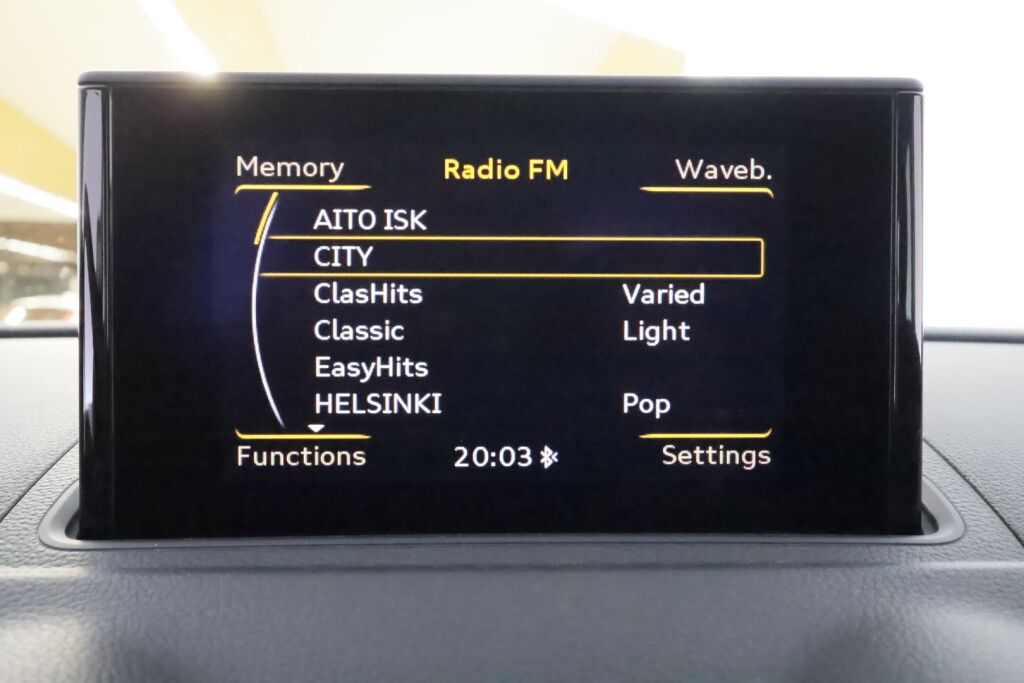 Memory Radio FM Waveb.
AITO ISK
CITY
ClasHits Varied
Classic Light
EasyHits
HELSINKI Pop
Functions 20:03 Settings